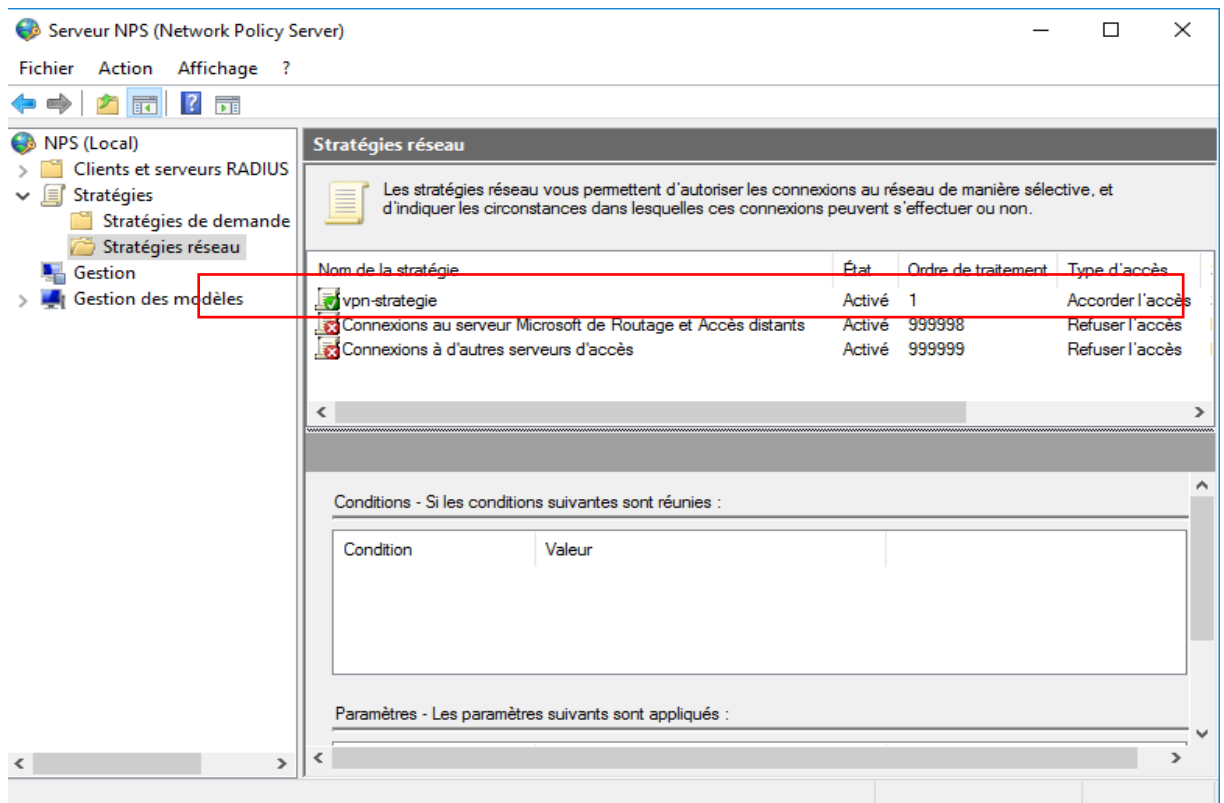 Serveur NPS (Network Policy Server)
Fichier Action Affichage ?
NPS (Local)
Clients et serveurs RADIUS
Stratégies
Stratégies de demande
Stratégies réseau
Gestion
Gestion des modèles
Stratégies réseau
Les stratégies réseau vous permettent d'autoriser les connexions au réseau de manière sélective, et
d'indiquer les circonstances dans lesquelles ces connexions peuvent s'effectuer ou non.
Nom de la stratégie État Ordre de traitement Type d'accès
vpn-strategie Activé 1 Accorder l'accès
Connexions au serveur Microsoft de Routage et Accès distants Activé 999998 Refuser l'accès
Connexions à d'autres serveurs d'accès Activé 999999 Refuser l'accès
Conditions - Si les conditions suivantes sont réunies :
Condition Valeur
Paramètres - Les paramètres suivants sont appliqués :